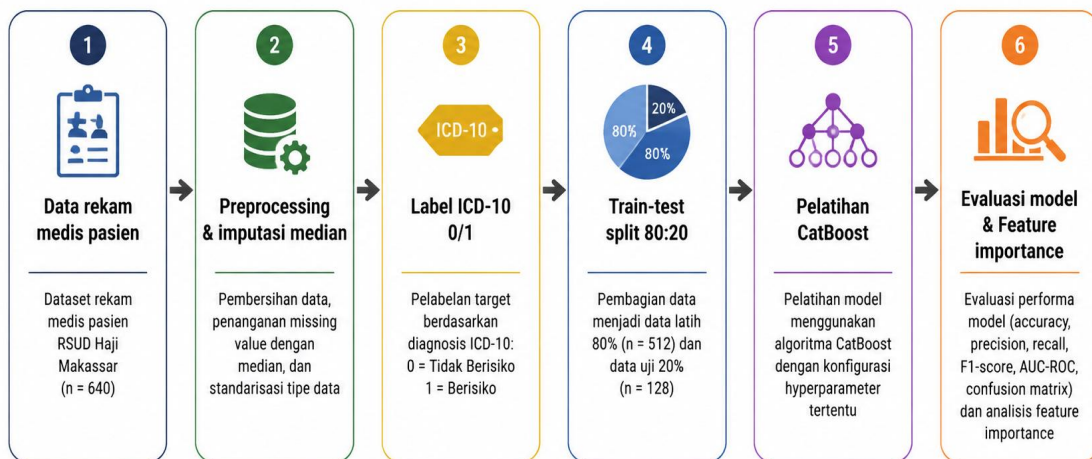 1
Data rekam
medis pasien
Dataset rekam
medis pasien
RSUD Haji
Makassar
(n = 640)
2
Preprocessing
& imputasi median
Pembersihan data,
penanganan missing
value dengan
median, dan
standarisasi tipe data
3
ICD-10
Label ICD-10
0/1
Pelabelan target
berdasarkan
diagnosis ICD-10:
0 = Tidak Berisiko
1 = Berisiko
4
20%
80%
80%
Train-test
split 80:20
Pembagian data
menjadi data latih
80% (n = 512) dan
data uji 20%
(n = 128)
5
Pelatihan
CatBoost
Pelatihan model
menggunakan
algoritma CatBoost
dengan konfigurasi
hyperparameter
tertentu
6
Evaluasi model
& Feature
importance
Evaluasi performa
model (accuracy,
precision, recall,
F1-score, AUC-ROC,
confusion matrix)
dan analisis feature
importance